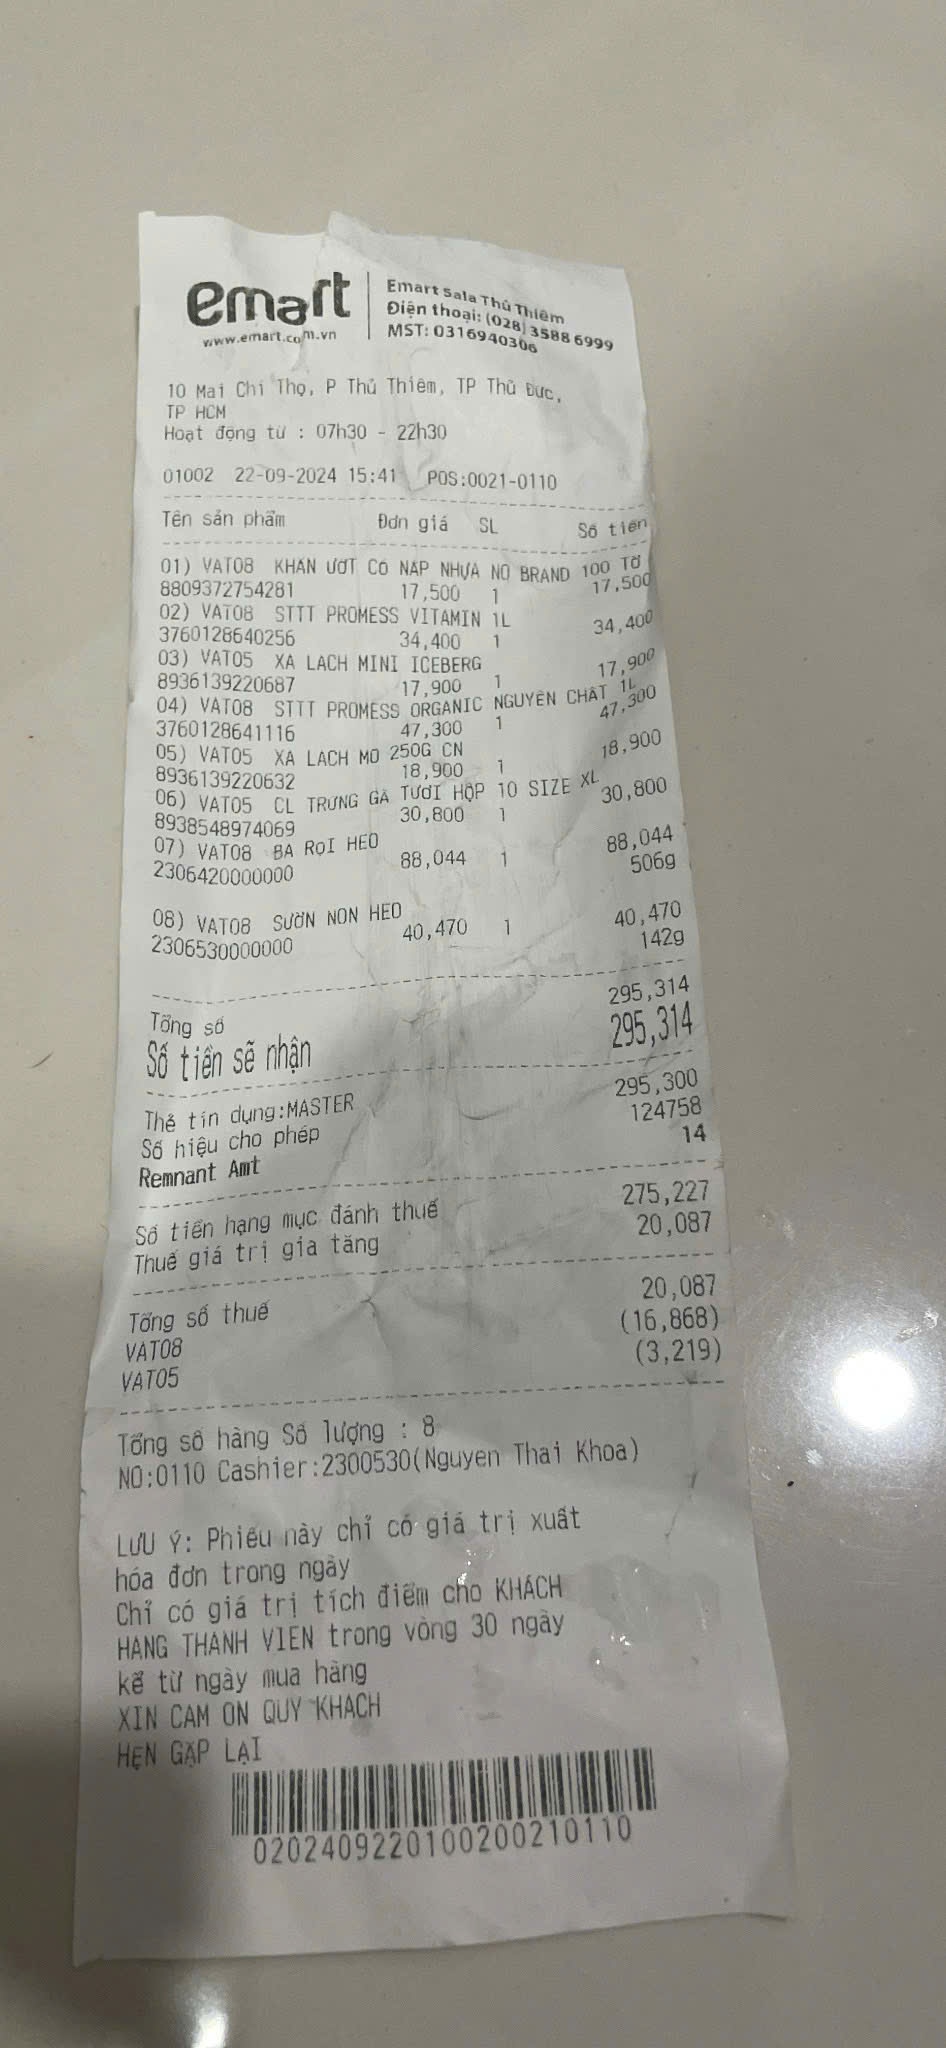 emart
www.emart.com.vn
Emart Sala Thủ Thiêm
Điện thoại: (028) 3588 6999
MST: 0316940306
10 Mai Chí Thọ, P Thủ Thiêm, TP Thủ Đức,
TP HCM
Hoạt động từ : 07h30 - 22h30
01002 22-09-2024 15:41 POS:0021-0110
Tên sản phẩm Đơn giá SL Số tiền
01) VAT08 KHĂN ƯỚT CÓ NẮP NHỰA NO BRAND 100 TỜ
8809372754281 17,500 1 17,500
02) VAT08 STTT PROMESS VITAMIN 1L
3760128640256 34,400 1 34,400
03) VAT05 XÀ LÁCH MINI ICEBERG
8936139220687 17,900 1 17,900
04) VAT08 STTT PROMESS ORGANIC NGUYÊN CHẤT 1L
3760128641116 47,300 1 47,300
05) VAT05 XÀ LÁCH MỠ 250G CN
8936139220632 18,900 1 18,900
06) VAT05 CL TRỨNG GÀ TƯƠI HỘP 10 SIZE XL
8938548974069 30,800 1 30,800
07) VAT08 BA RỌI HEO
2306420000000 88,044 1 88,044
506g
08) VAT08 SƯỜN NON HEO
2306530000000 40,470 1 40,470
142g
Tổng số 295,314
Số tiền sẽ nhận 295,314
Thẻ tín dụng:MASTER 295,300
Số hiệu cho phép 124758
Remnant Amt 14
Số tiền hạng mục đánh thuế 275,227
Thuế giá trị gia tăng 20,087
Tổng số thuế 20,087
VAT08 (16,868)
VAT05 (3,219)
Tổng số hàng Số lượng : 8
NO:0110 Cashier:2300530(Nguyen Thai Khoa)
LƯU Ý: Phiếu này chỉ có giá trị xuất
hóa đơn trong ngày
Chỉ có giá trị tích điểm cho KHÁCH
HÀNG THÀNH VIÊN trong vòng 30 ngày
kể từ ngày mua hàng
XIN CẢM ƠN QUÝ KHÁCH
HẸN GẶP LẠI
0202409220100200210110